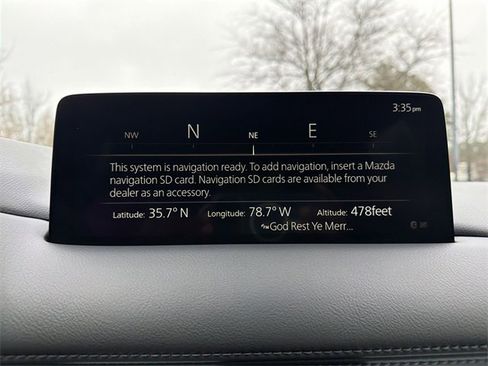 3:35 pm
NW N NE E SE
This system is navigation ready. To add navigation, insert a Mazda
navigation SD card. Navigation SD cards are available from your
dealer as an accessory.
Latitude: 35.7° N Longitude: 78.7° W Altitude: 478feet
God Rest Ye Merr...